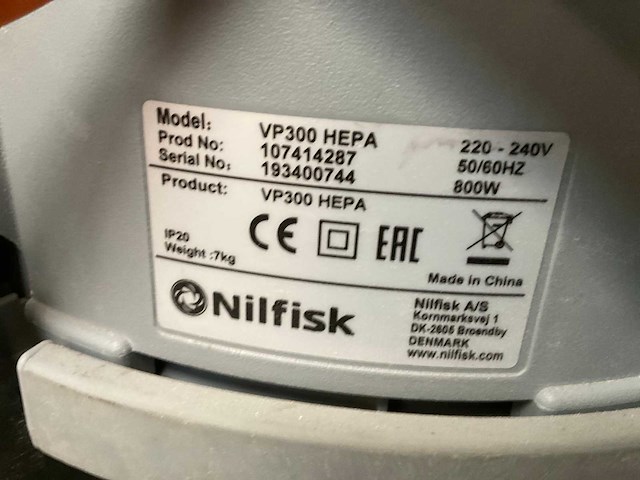 Model: VP300 HEPA 220 - 240V
Prod No: 107414287 50/60HZ
Serial No: 193400744 800W
Product: VP300 HEPA
IP20
Weight :7kg
CE EAC
Made in China
Nilfisk
Nilfisk A/S
Kornmarksvej 1
DK-2605 Broendby
DENMARK
www.nilfisk.com